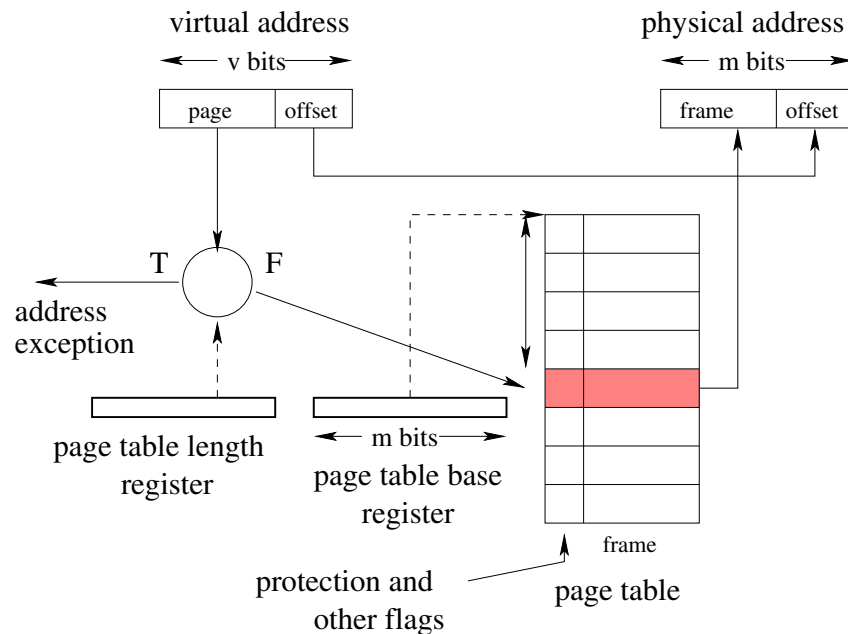 virtual address
physical address
v bits
m bits
page
offset
frame
offset
T
F
address
exception
page table length
register
m bits
page table base
register
frame
page table
protection and
other flags